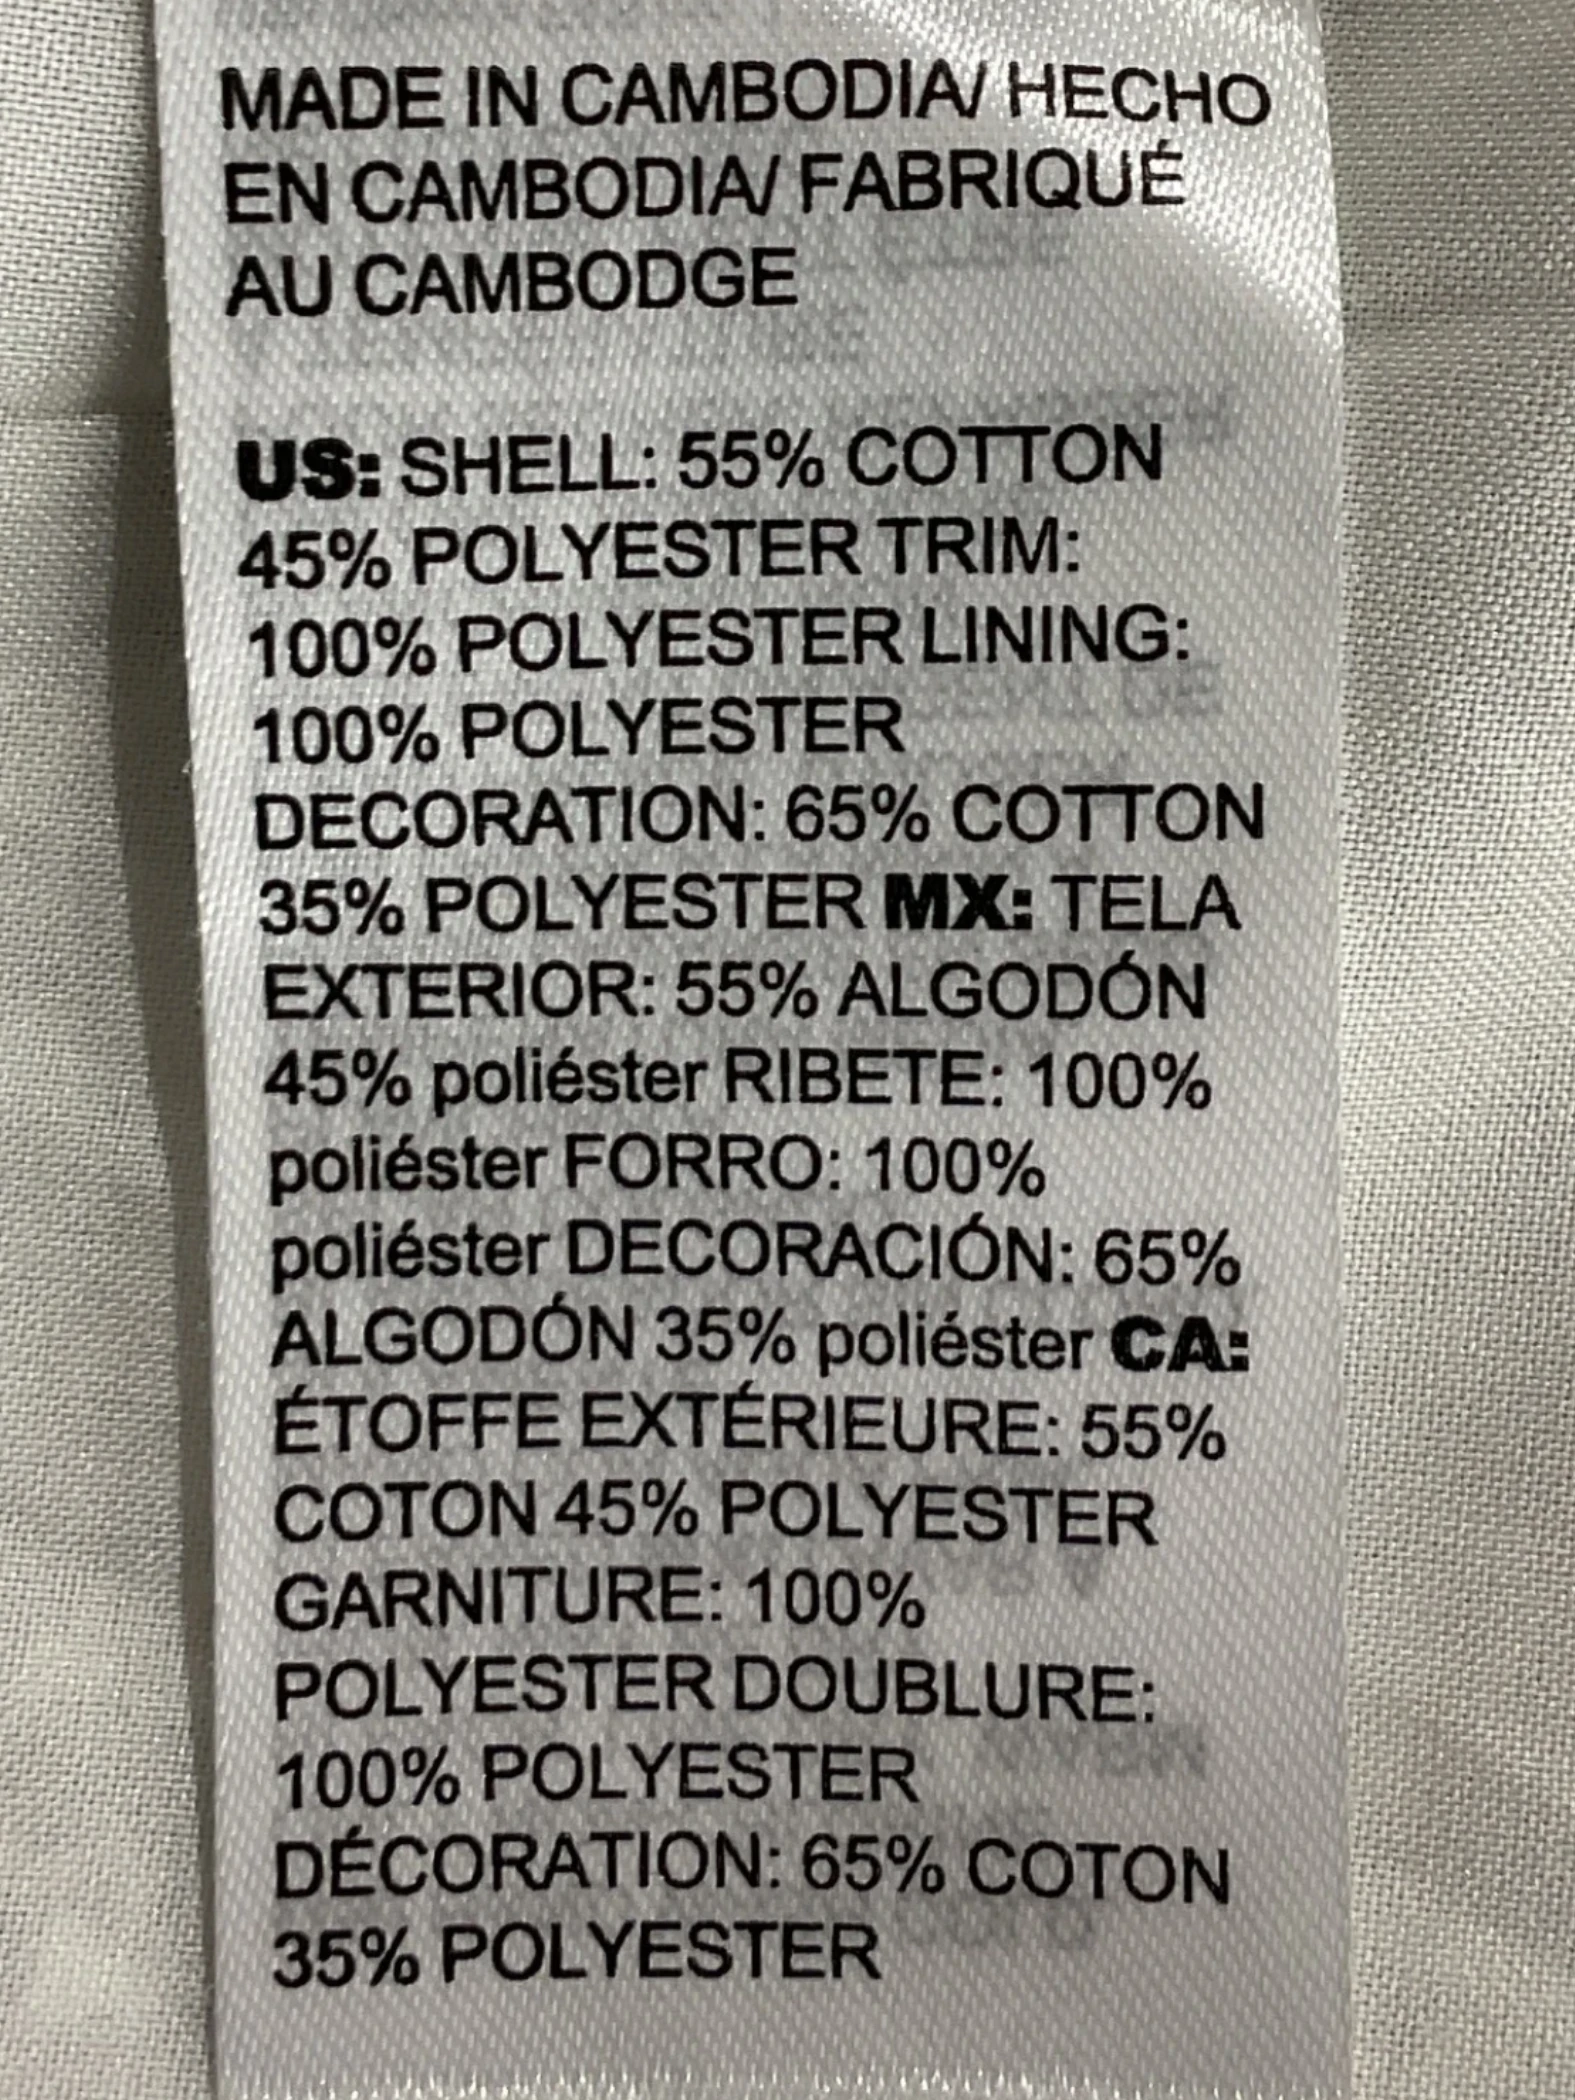 MADE IN CAMBODIA/ HECHO
EN CAMBODIA/ FABRIQUÉ
AU CAMBODGE
US: SHELL: 55% COTTON
45% POLYESTER TRIM:
100% POLYESTER LINING:
100% POLYESTER
DECORATION: 65% COTTON
35% POLYESTER MX: TELA
EXTERIOR: 55% ALGODÓN
45% poliéster RIBETE: 100%
poliéster FORRO: 100%
poliéster DECORACIÓN: 65%
ALGODÓN 35% poliéster CA:
ÉTOFFE EXTÉRIEURE: 55%
COTON 45% POLYESTER
GARNITURE: 100%
POLYESTER DOUBLURE:
100% POLYESTER
DÉCORATION: 65% COTON
35% POLYESTER